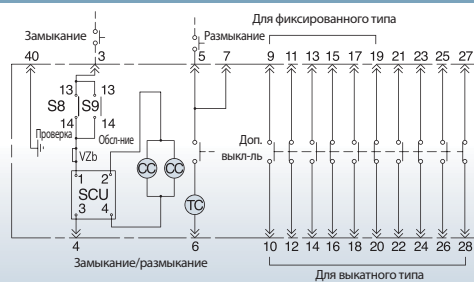 Для фиксированного типа
Замыкание
Размыкание
40 3 5 7 9 11 13 15 17 19 21 23 25 27
13 13
S8 S9
14 14
Проверка
Обсл-ние
VZb
Доп.
выкл-ль
CC CC
1 2
SCU
3 4
TC
4 6 10 12 14 16 18 20 22 24 26 28
Замыкание/размыкание
Для выкатного типа